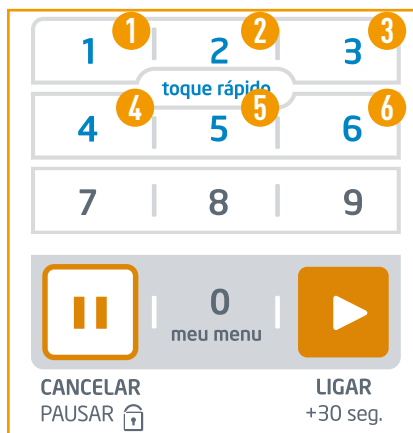 1 1 2 2 3 3
toque rápido
4 4 5 5 6 6
7 8 9
0
meu menu
CANCELAR LIGAR
PAUSAR +30 seg.